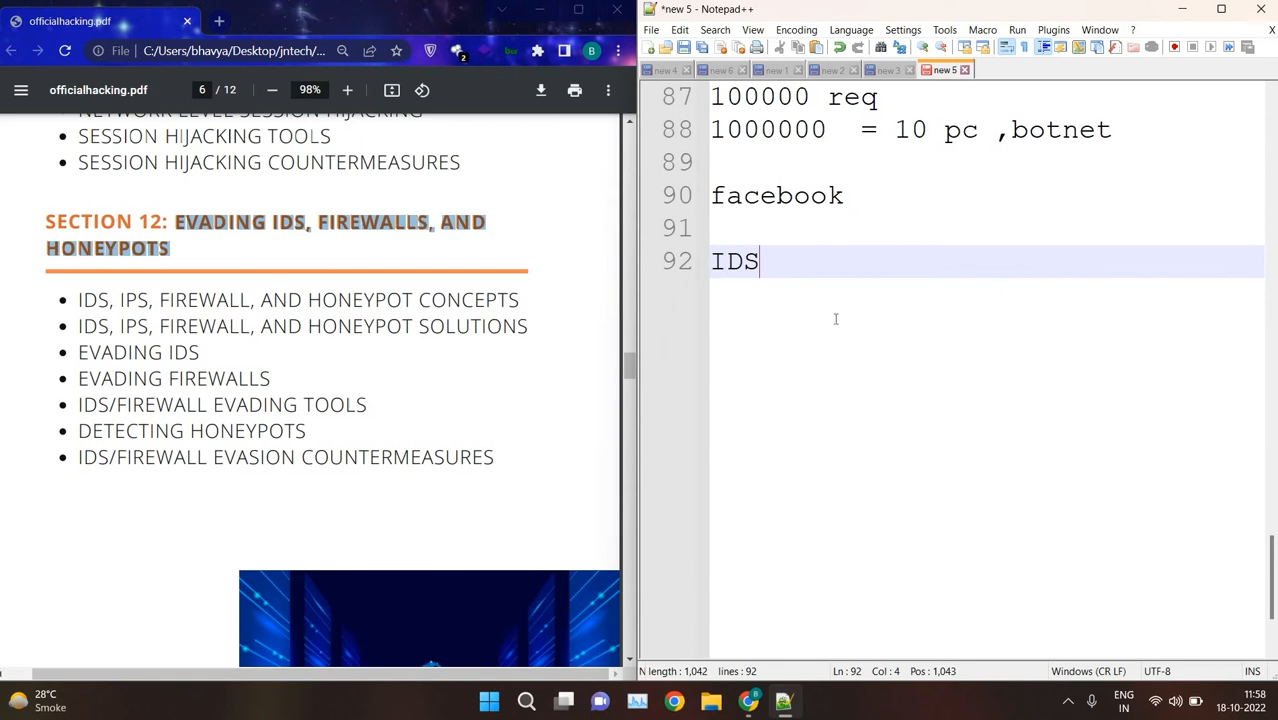 officialhacking.pdf
*new 5 - Notepad++
File
C:/Users/bhavya/Desktop/jntech/...
2
B
File Edit Search View Encoding Language Settings Tools Macro Run Plugins Window ?
X
new 4 new 6 new 1 new 2 new 3 new 5
officialhacking.pdf
6 / 12
98%
NETWORK LEVEL SESSION HIJACKING
SESSION HIJACKING TOOLS
SESSION HIJACKING COUNTERMEASURES
SECTION 12: EVADING IDS, FIREWALLS, AND
HONEYPOTS
IDS, IPS, FIREWALL, AND HONEYPOT CONCEPTS
IDS, IPS, FIREWALL, AND HONEYPOT SOLUTIONS
EVADING IDS
EVADING FIREWALLS
IDS/FIREWALL EVADING TOOLS
DETECTING HONEYPOTS
IDS/FIREWALL EVASION COUNTERMEASURES
87 100000 req
88 1000000 = 10 pc ,botnet
89
90 facebook
91
92 IDS
N length : 1,042 lines : 92
Ln : 92 Col : 4 Pos : 1,043
Windows (CR LF)
UTF-8
INS
28°C
Smoke
B
ENG
IN
11:58
18-10-2022